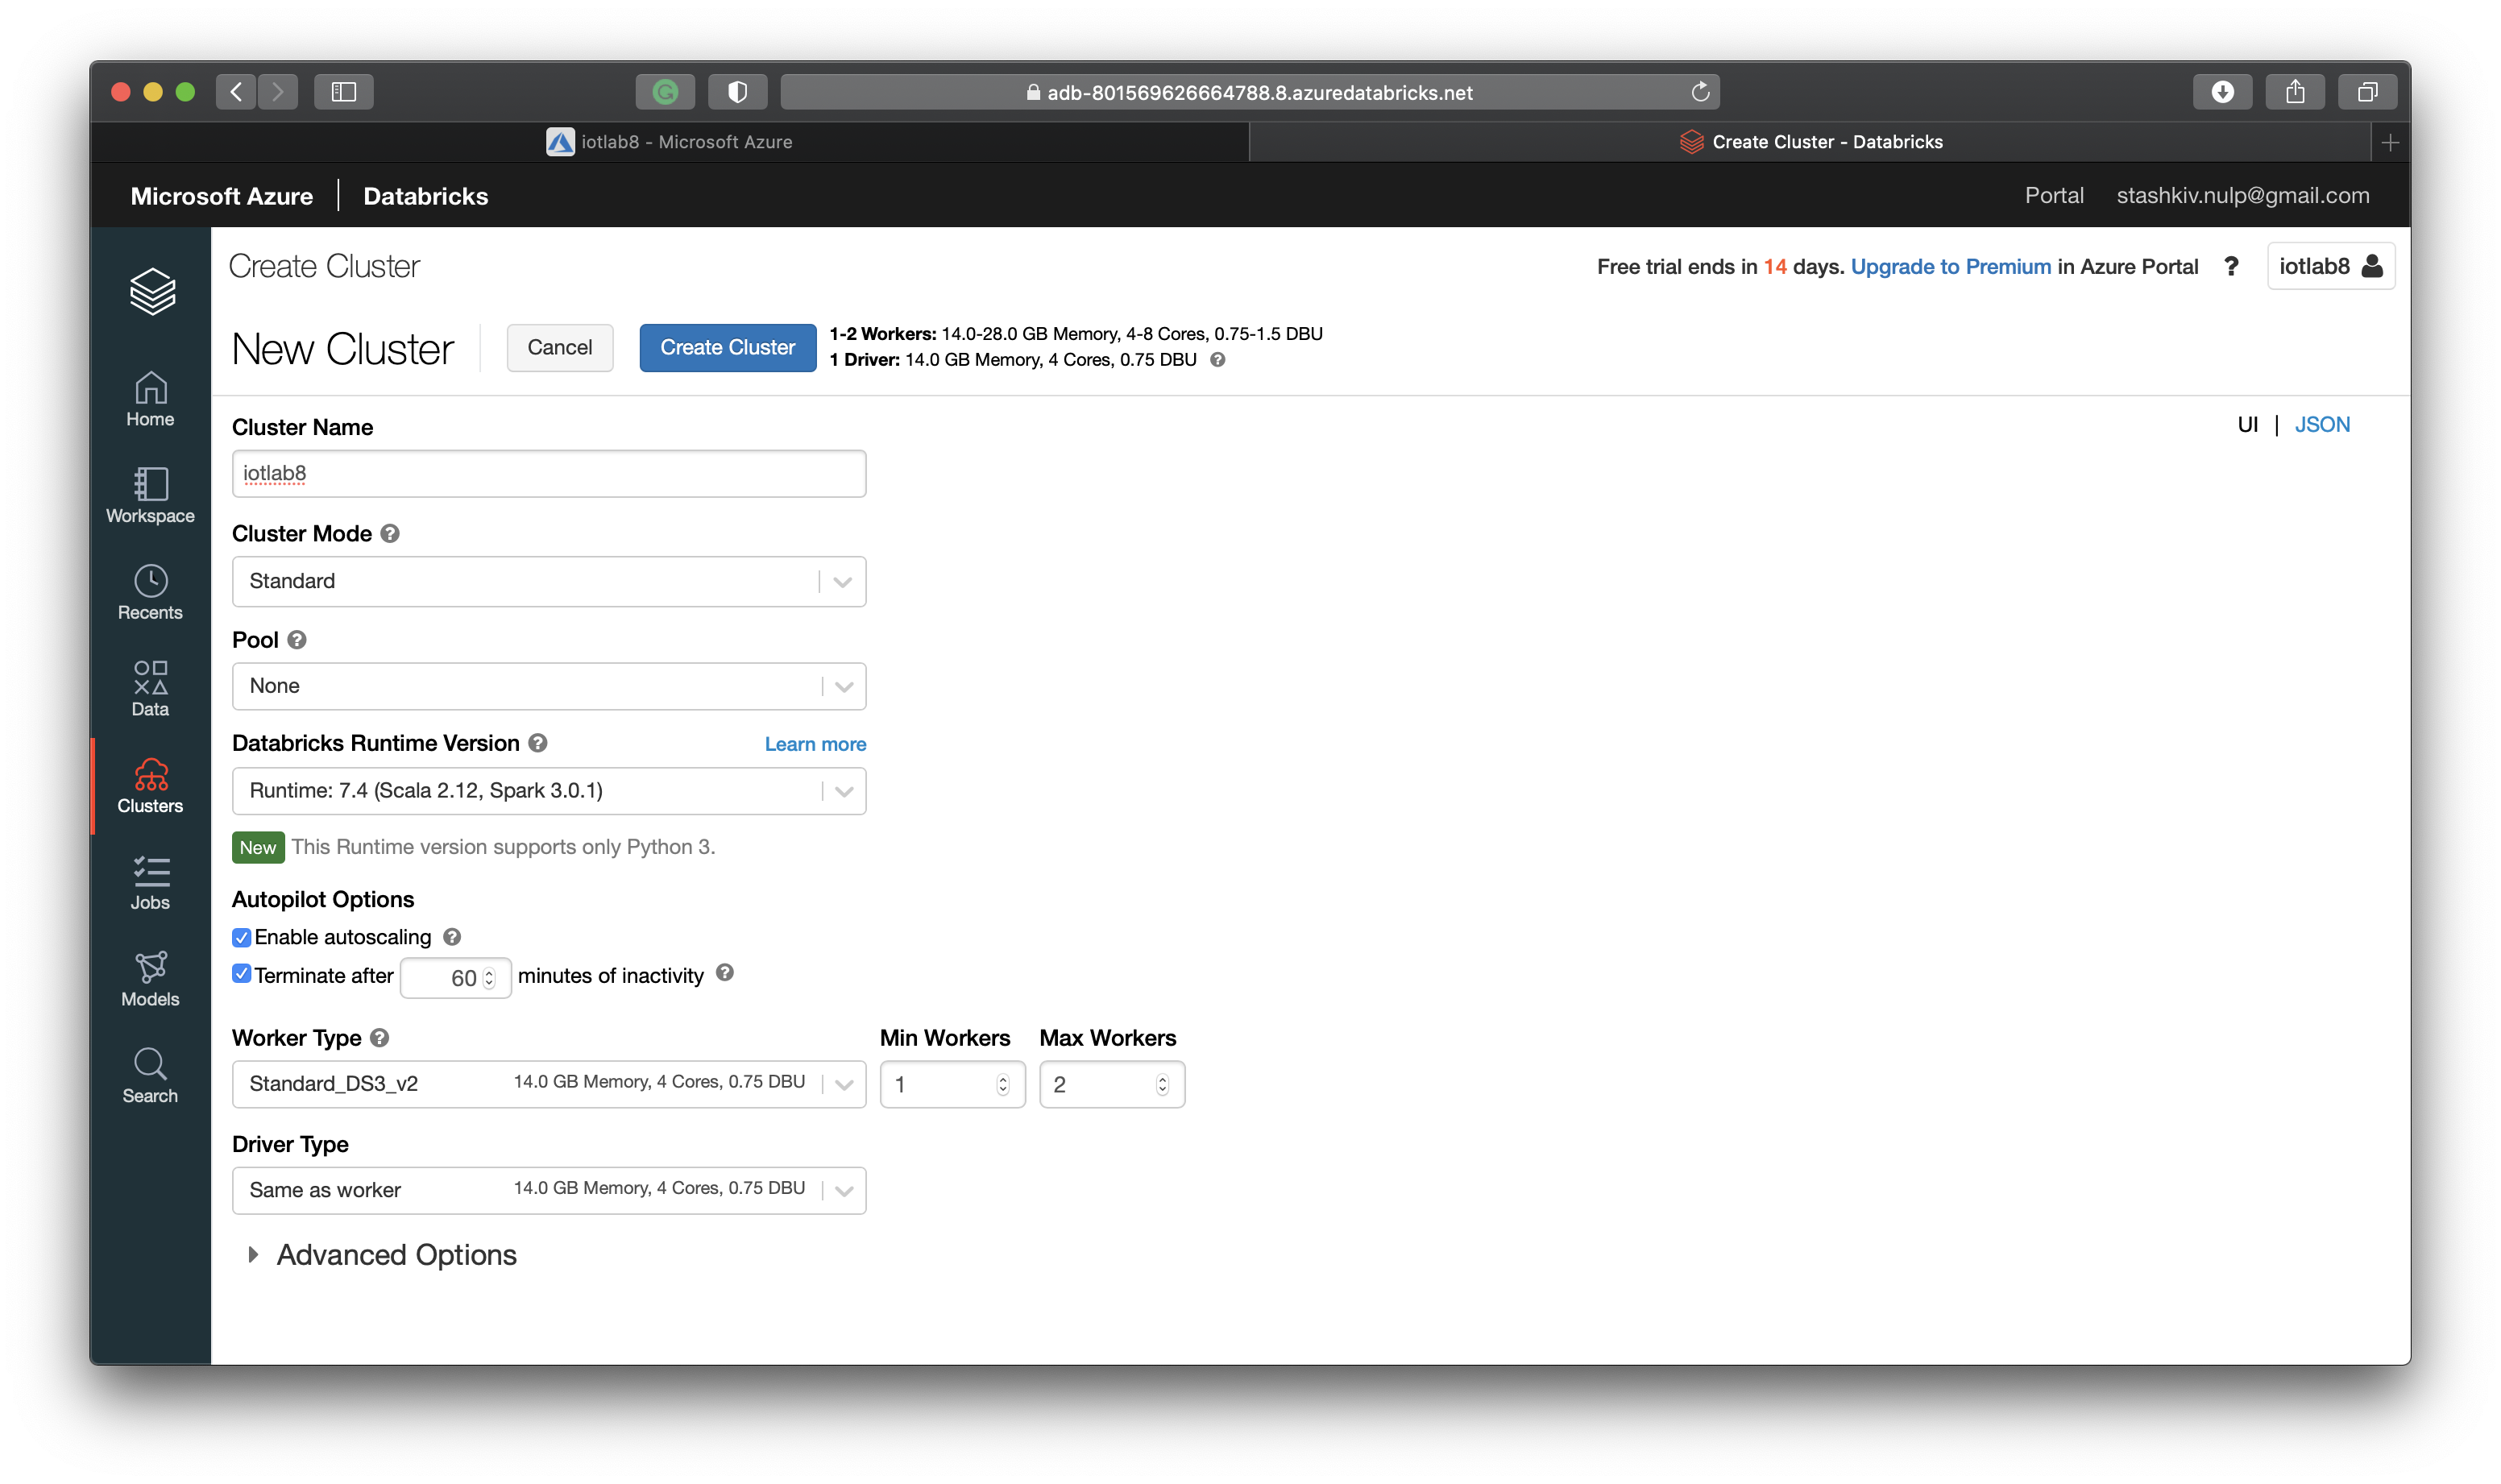 adb-801569626664788.8.azuredatabricks.net
iotlab8 - Microsoft Azure
Create Cluster - Databricks
Microsoft Azure | Databricks
Portal
stashkiv.nulp@gmail.com
Create Cluster
Free trial ends in 14 days. Upgrade to Premium in Azure Portal
?
iotlab8
New Cluster
Cancel
Create Cluster
1-2 Workers: 14.0-28.0 GB Memory, 4-8 Cores, 0.75-1.5 DBU
1 Driver: 14.0 GB Memory, 4 Cores, 0.75 DBU ?
UI | JSON
Home
Workspace
Recents
Data
Clusters
Jobs
Models
Search
Cluster Name
iotlab8
Cluster Mode ?
Standard
Pool ?
None
Databricks Runtime Version ?
Learn more
Runtime: 7.4 (Scala 2.12, Spark 3.0.1)
New This Runtime version supports only Python 3.
Autopilot Options
Enable autoscaling ?
Terminate after 60 minutes of inactivity ?
Worker Type ?
Min Workers
Max Workers
Standard_DS3_v2
14.0 GB Memory, 4 Cores, 0.75 DBU
1
2
Driver Type
Same as worker
14.0 GB Memory, 4 Cores, 0.75 DBU
Advanced Options